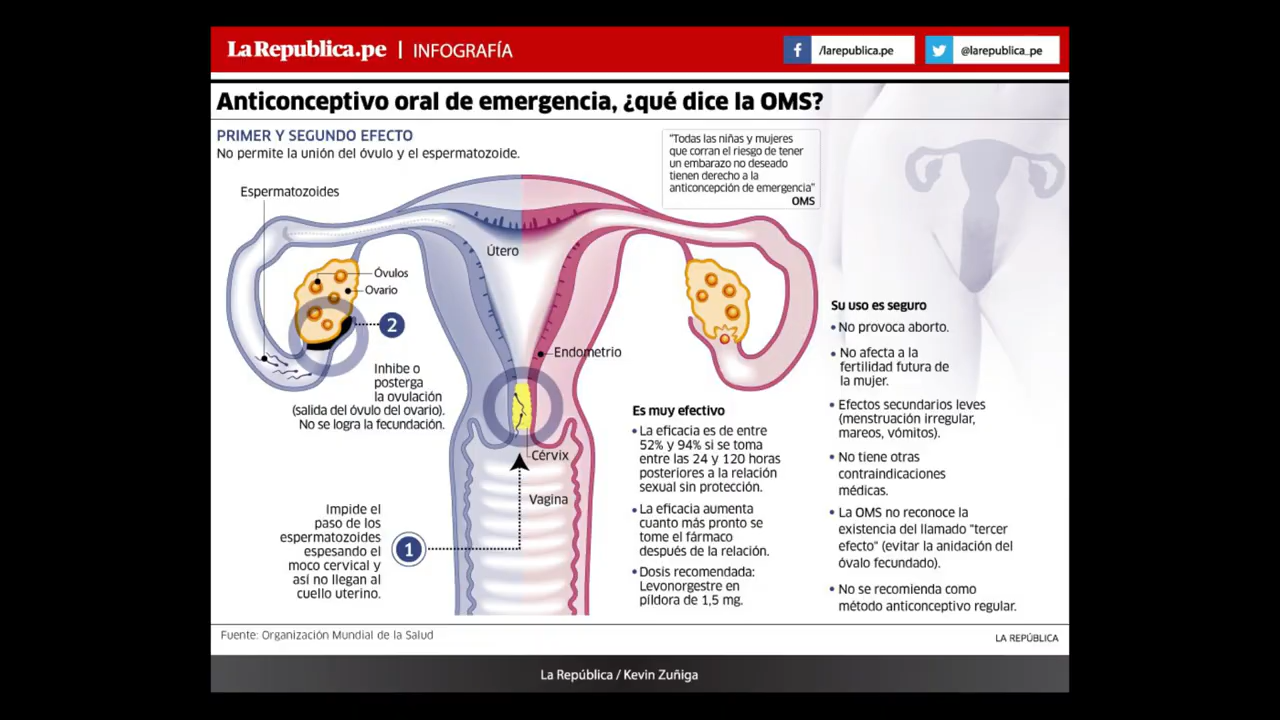 La Republica.pe | INFOGRAFÍA
/larepublica.pe
@larepublica_pe
Anticonceptivo oral de emergencia, ¿qué dice la OMS?
PRIMER Y SEGUNDO EFECTO
No permite la unión del óvulo y el espermatozoide.
"Todas las niñas y mujeres
que corran el riesgo de tener
un embarazo no deseado
tienen derecho a la
anticoncepción de emergencia"
OMS
Espermatozoides
Útero
Óvulos
Ovario
2
Inhibe o
posterga
la ovulación
(salida del óvulo del ovario).
No se logra la fecundación.
Endometrio
Cérvix
Vagina
Impide el
paso de los
espermatozoides
espesando el
moco cervical y
así no llegan al
cuello uterino.
1
Es muy efectivo
• La eficacia es de entre
52% y 94% si se toma
entre las 24 y 120 horas
posteriores a la relación
sexual sin protección.
• La eficacia aumenta
cuanto más pronto se
tome el fármaco
después de la relación.
• Dosis recomendada:
Levonorgestre en
píldora de 1,5 mg.
Su uso es seguro
• No provoca aborto.
• No afecta a la
fertilidad futura de
la mujer.
• Efectos secundarios leves
(menstruación irregular,
mareos, vómitos).
• No tiene otras
contraindicaciones
médicas.
• La OMS no reconoce la
existencia del llamado "tercer
efecto" (evitar la anidación del
óvalo fecundado).
• No se recomienda como
método anticonceptivo regular.
Fuente: Organización Mundial de la Salud
LA REPÚBLICA
La República / Kevin Zuñiga